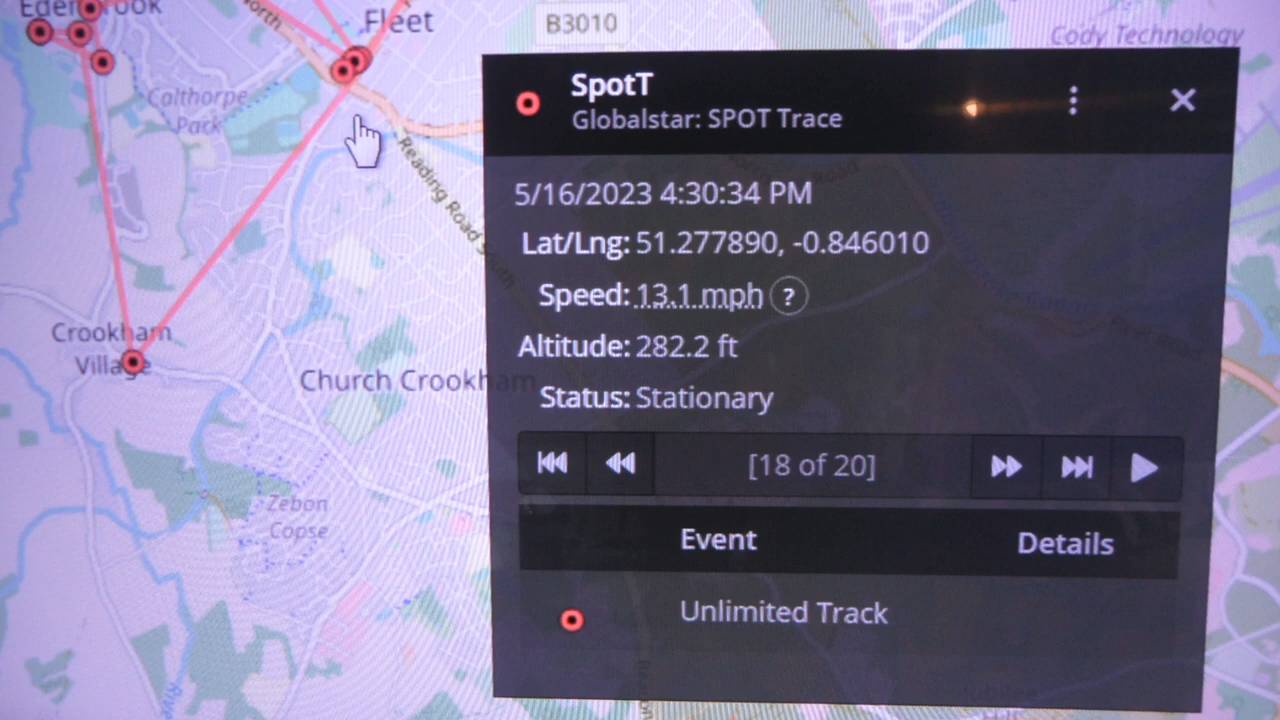 Fleet
B3010
Cody Technology
North
Calthorpe
Park
Reading Road South
Crookham
Village
Church Crookham
Zebon
Copse
SpotT
Globalstar: SPOT Trace
5/16/2023 4:30:34 PM
Lat/Lng: 51.277890, -0.846010
Speed: 13.1 mph ?
Altitude: 282.2 ft
Status: Stationary
[18 of 20]
Event Details
Unlimited Track